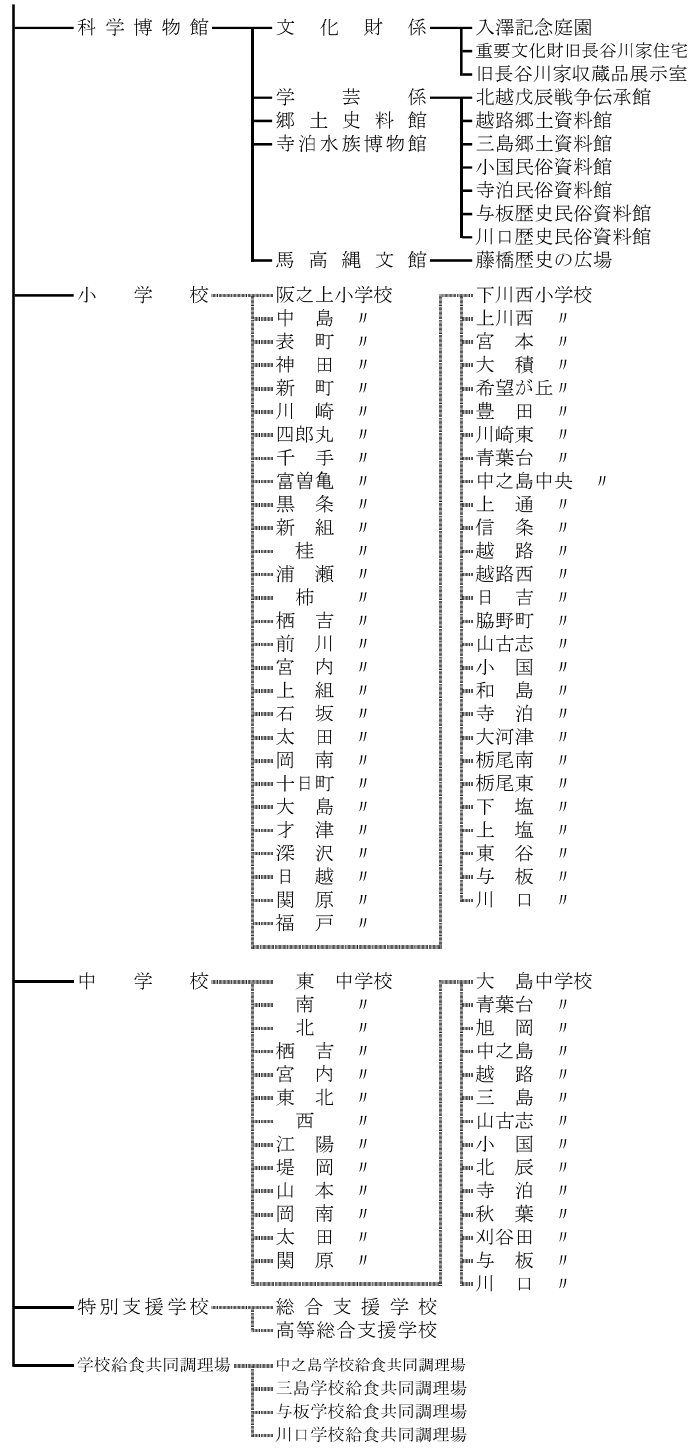 科学博物館 文化財係 入澤記念庭園
重要文化財旧長谷川家住宅
旧長谷川家収蔵品展示室
学芸係 北越戊辰戦争伝承館
郷土史料館 越路郷土資料館
寺泊水族博物館 三島郷土資料館
小国民俗資料館
寺泊民俗資料館
与板歴史民俗資料館
川口歴史民俗資料館
馬高縄文館 藤橋歴史の広場
小学校 阪之上小学校 下川西小学校
中島 〃 上川西 〃
表町 〃 宮本 〃
神田 〃 大積 〃
新町 〃 希望が丘 〃
川崎 〃 豊田 〃
四郎丸 〃 川崎東 〃
千手 〃 青葉台 〃
富曽亀 〃 中之島中央 〃
黒条 〃 上通 〃
新組 〃 信条 〃
桂 〃 越路 〃
浦瀬 〃 越路西 〃
柿 〃 日吉 〃
栖吉 〃 脇野町 〃
前川 〃 山古志 〃
宮内 〃 小国 〃
上組 〃 和島 〃
石坂 〃 寺泊 〃
太田 〃 大河津 〃
岡南 〃 栃尾南 〃
十日町 〃 栃尾東 〃
大島 〃 下塩 〃
才津 〃 上塩 〃
深沢 〃 東谷 〃
日越 〃 与板 〃
関原 〃 川口 〃
福戸 〃
中学校 東中学校 大島中学校
南 〃 青葉台 〃
北 〃 旭岡 〃
栖吉 〃 中之島 〃
宮内 〃 越路 〃
東北 〃 三島 〃
西 〃 山古志 〃
江陽 〃 小国 〃
堤岡 〃 北辰 〃
山本 〃 寺泊 〃
岡南 〃 秋葉 〃
太田 〃 刈谷田 〃
関原 〃 与板 〃
川口 〃
特別支援学校 総合支援学校
高等総合支援学校
学校給食共同調理場 中之島学校給食共同調理場
三島学校給食共同調理場
与板学校給食共同調理場
川口学校給食共同調理場